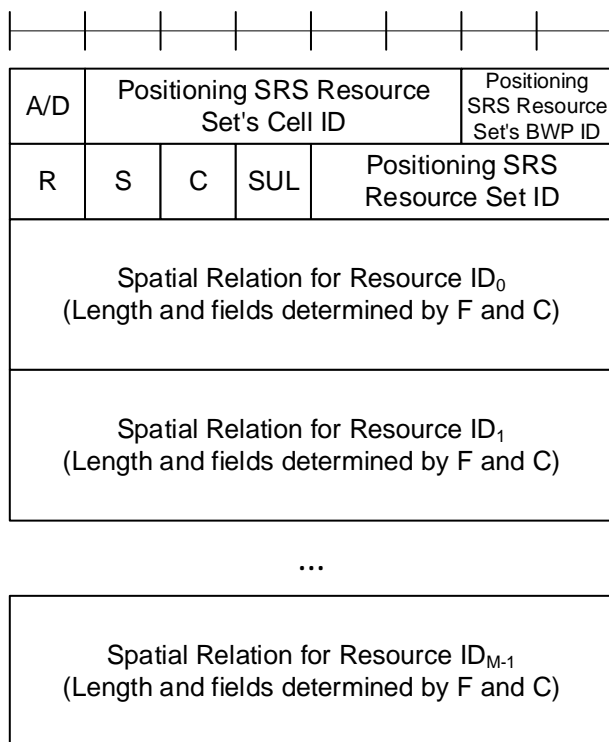 A/D
Positioning SRS Resource
Set's Cell ID
Positioning
SRS Resource
Set's BWP ID
R
S
C
SUL
Positioning SRS
Resource Set ID
Spatial Relation for Resource ID0
(Length and fields determined by F and C)
Spatial Relation for Resource ID1
(Length and fields determined by F and C)
...
Spatial Relation for Resource IDM-1
(Length and fields determined by F and C)